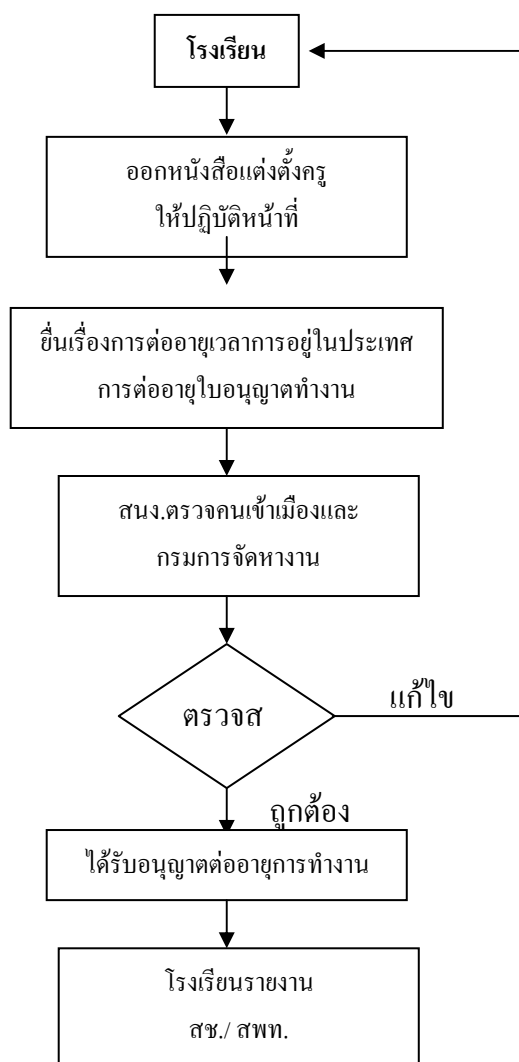 โรงเรียน
ออกหนังสือแต่งตั้งครู
ให้ปฏิบัติหน้าที่
ยื่นเรื่องการต่ออายุเวลาการอยู่ในประเทศ
การต่ออายุใบอนุญาตทำงาน
สนง.ตรวจคนเข้าเมืองและ
กรมการจัดหางาน
ตรวจส
แก้ไข
ถูกต้อง
ได้รับอนุญาตต่ออายุการทำงาน
โรงเรียนรายงาน
สช./ สพท.